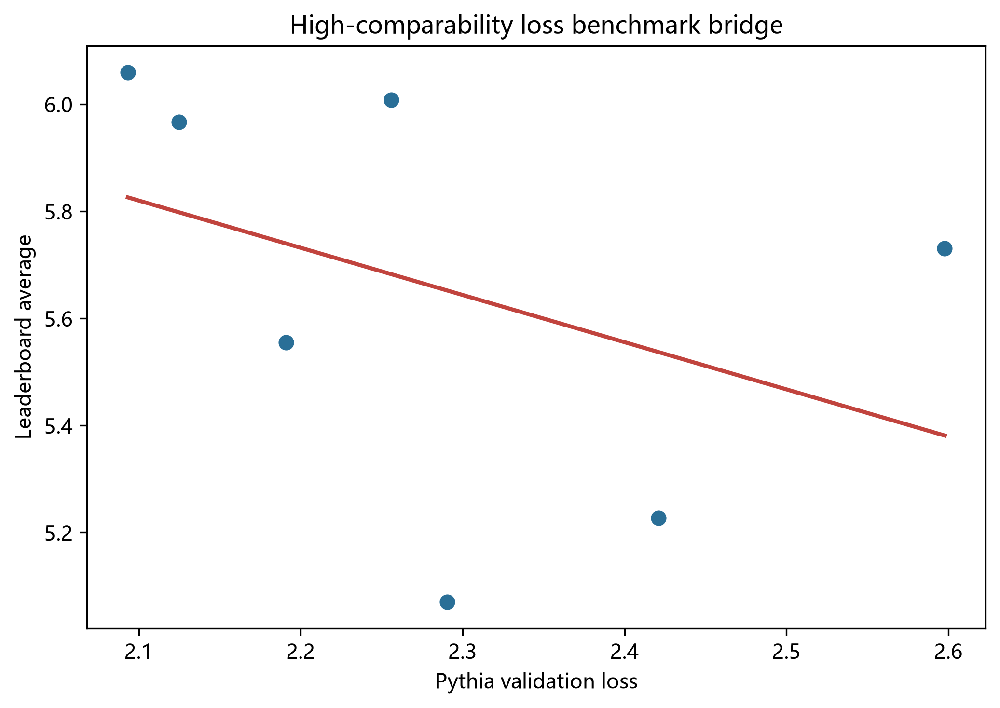 High-comparability loss benchmark bridge
Leaderboard average
6.0
5.8
5.6
5.4
5.2
2.1 2.2 2.3 2.4 2.5 2.6
Pythia validation loss